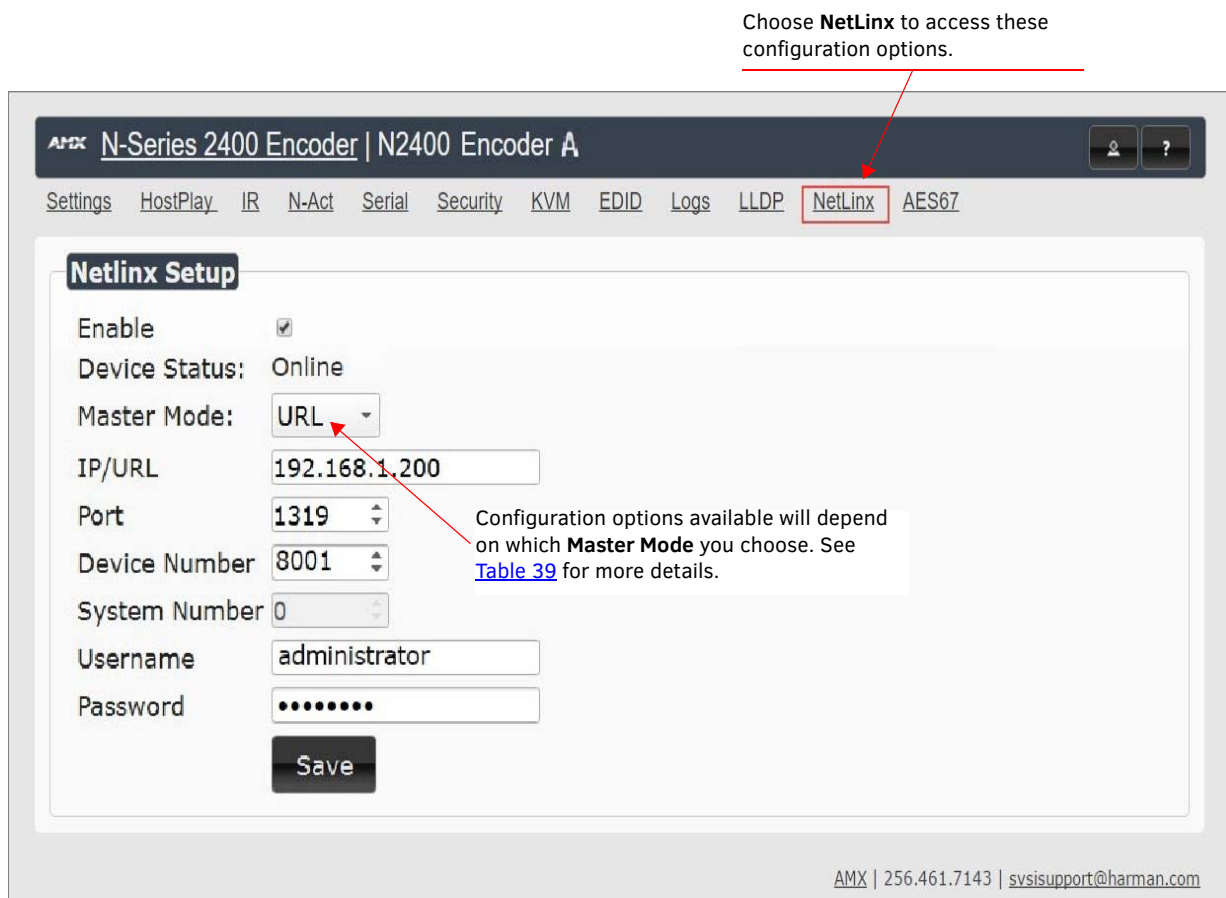 Choose NetLinx to access these
configuration options.
AMX N-Series 2400 Encoder | N2400 Encoder A
?
Settings HostPlay IR N-Act Serial Security KVM EDID Logs LLDP NetLinx AES67
Netlinx Setup
Enable
Device Status: Online
Master Mode: URL
IP/URL 192.168.1.200
Port 1319
Configuration options available will depend
on which Master Mode you choose. See
Table 39 for more details.
Device Number 8001
System Number 0
Username administrator
Password ••••••••
Save
AMX | 256.461.7143 | svsisupport@harman.com